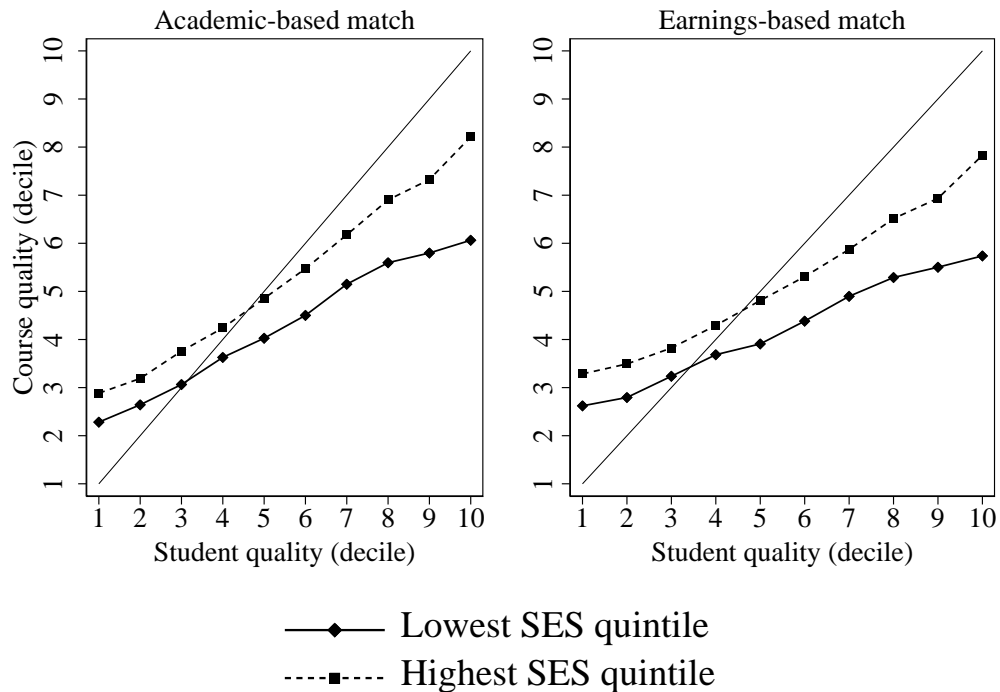 Academic-based match
Course quality (decile)
10
9
8
7
6
5
4
3
2
1
1 2 3 4 5 6 7 8 9 10
Student quality (decile)
Earnings-based match
10
9
8
7
6
5
4
3
2
1
1 2 3 4 5 6 7 8 9 10
Student quality (decile)
Lowest SES quintile
Highest SES quintile